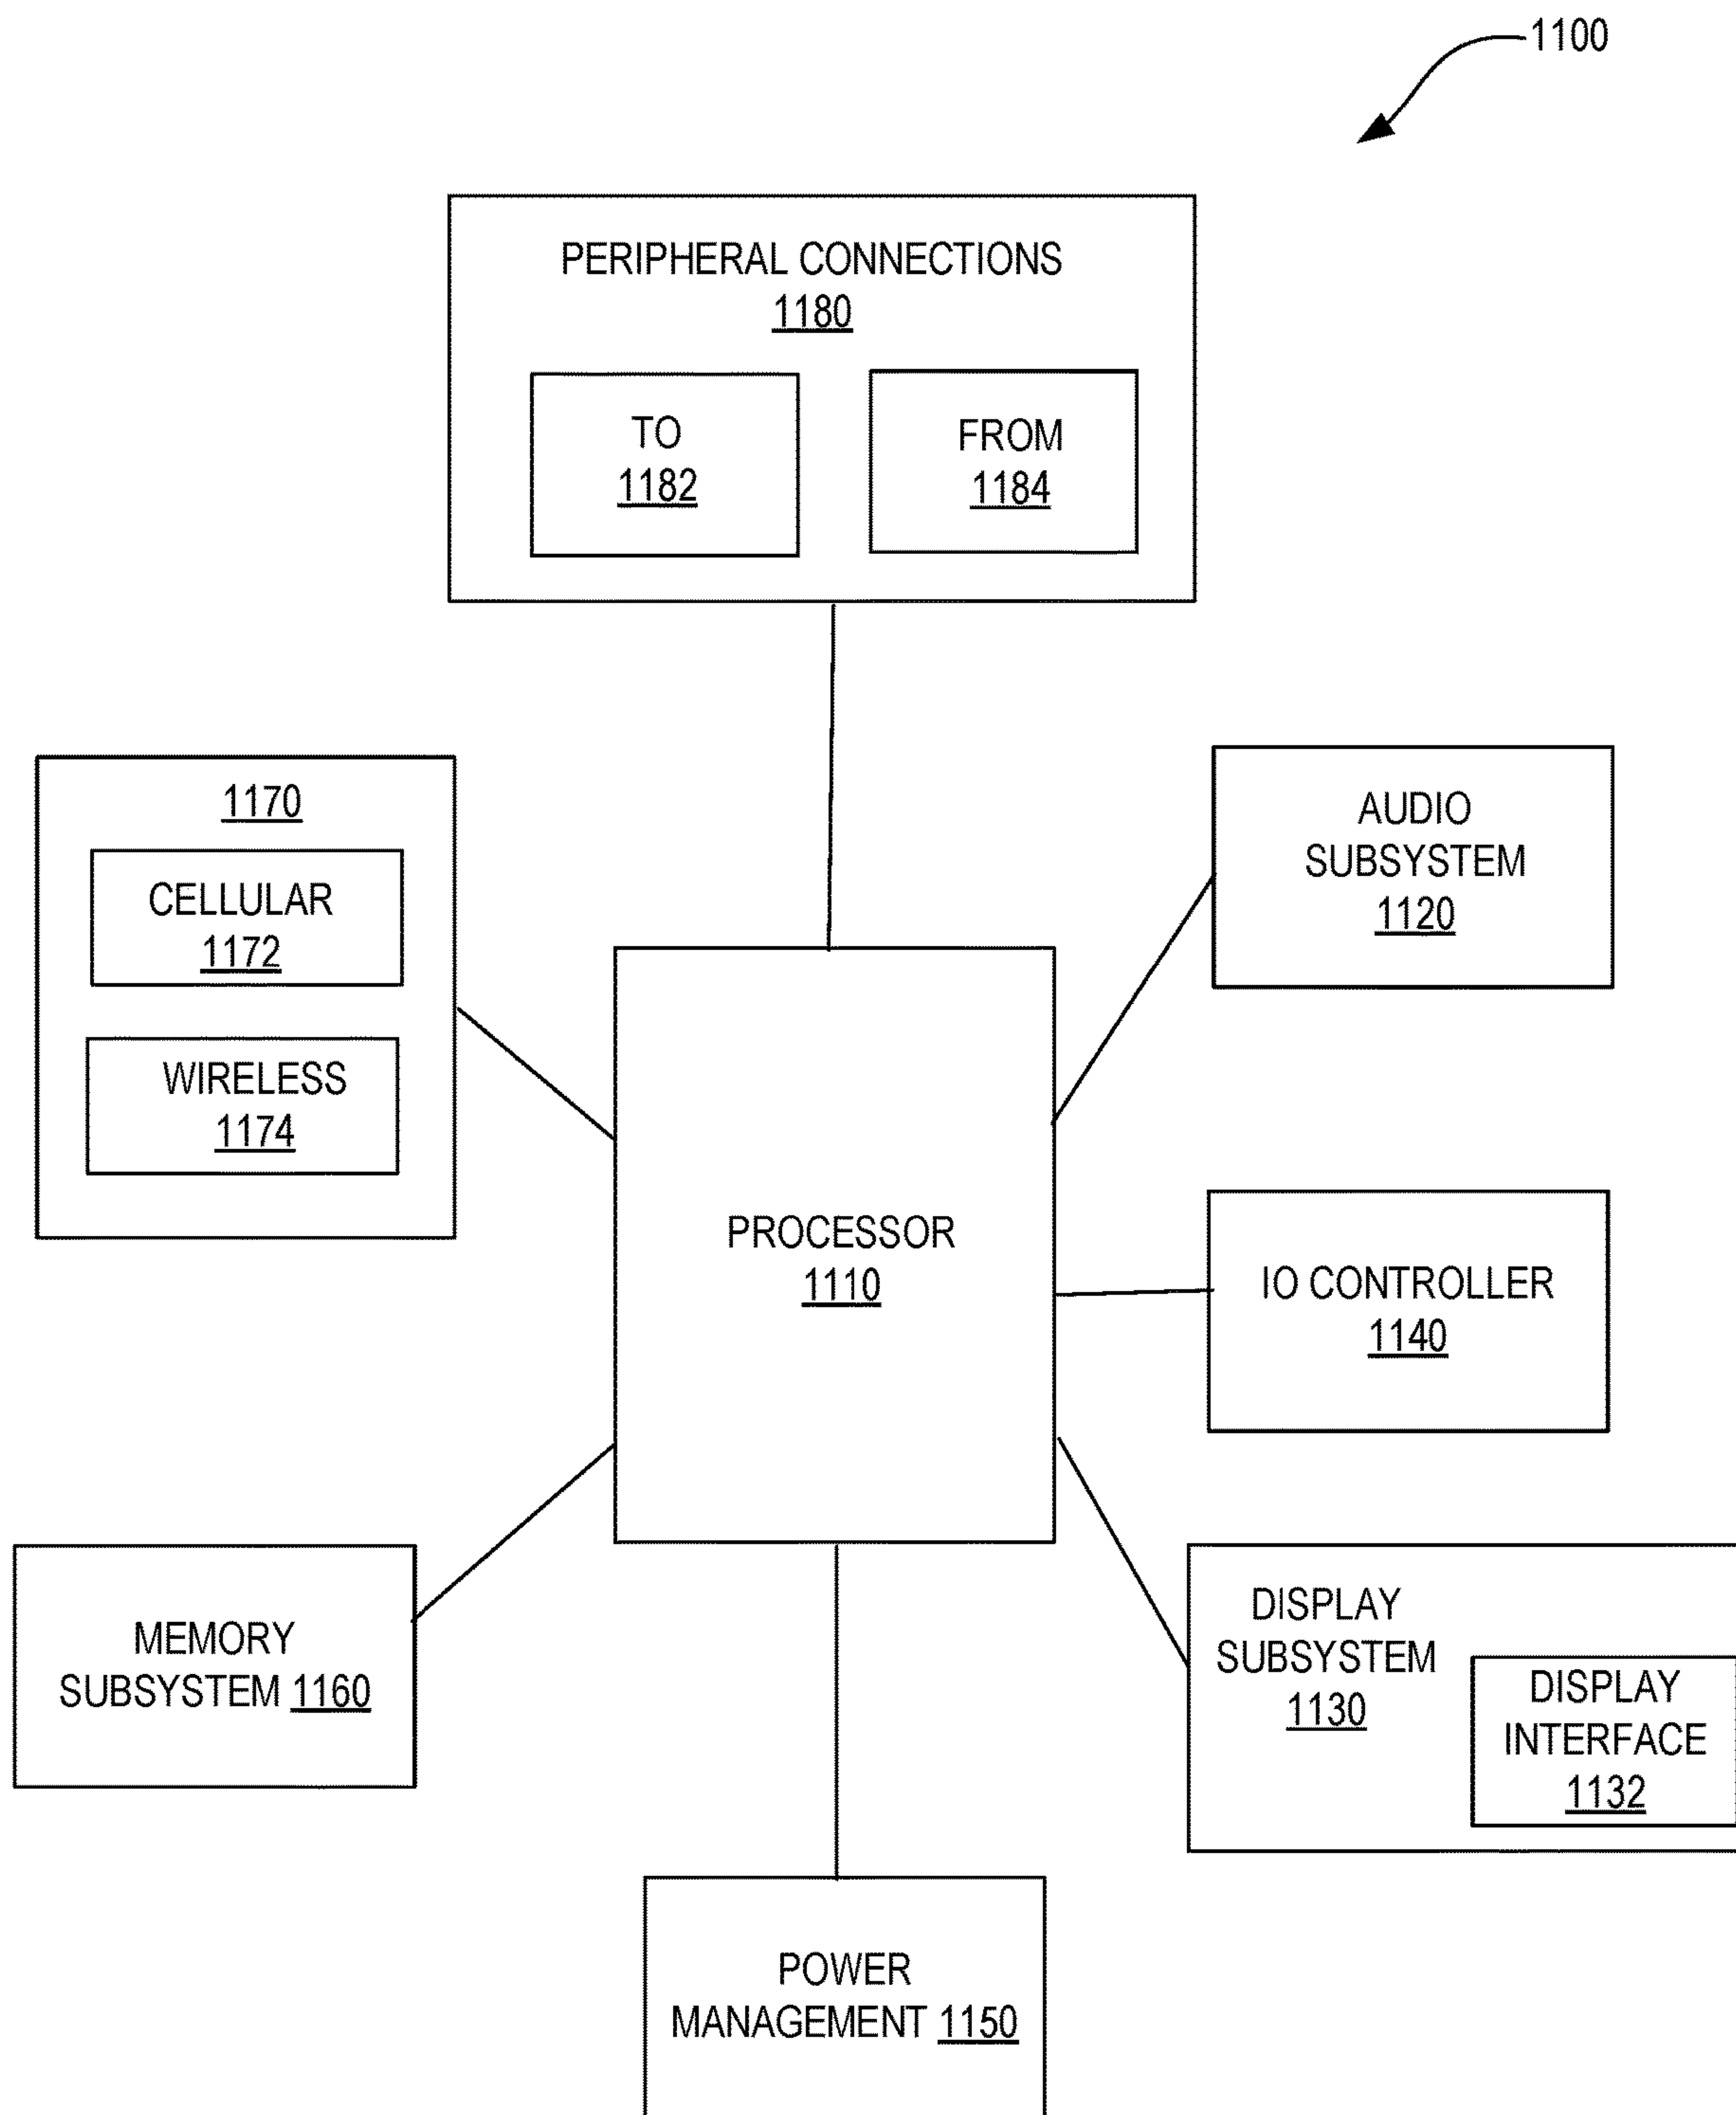 1100
PERIPHERAL CONNECTIONS
1180
TO
1182
FROM
1184
1170
CELLULAR
1172
WIRELESS
1174
AUDIO
SUBSYSTEM
1120
PROCESSOR
1110
IO CONTROLLER
1140
MEMORY
SUBSYSTEM 1160
DISPLAY
SUBSYSTEM
1130
DISPLAY
INTERFACE
1132
POWER
MANAGEMENT 1150